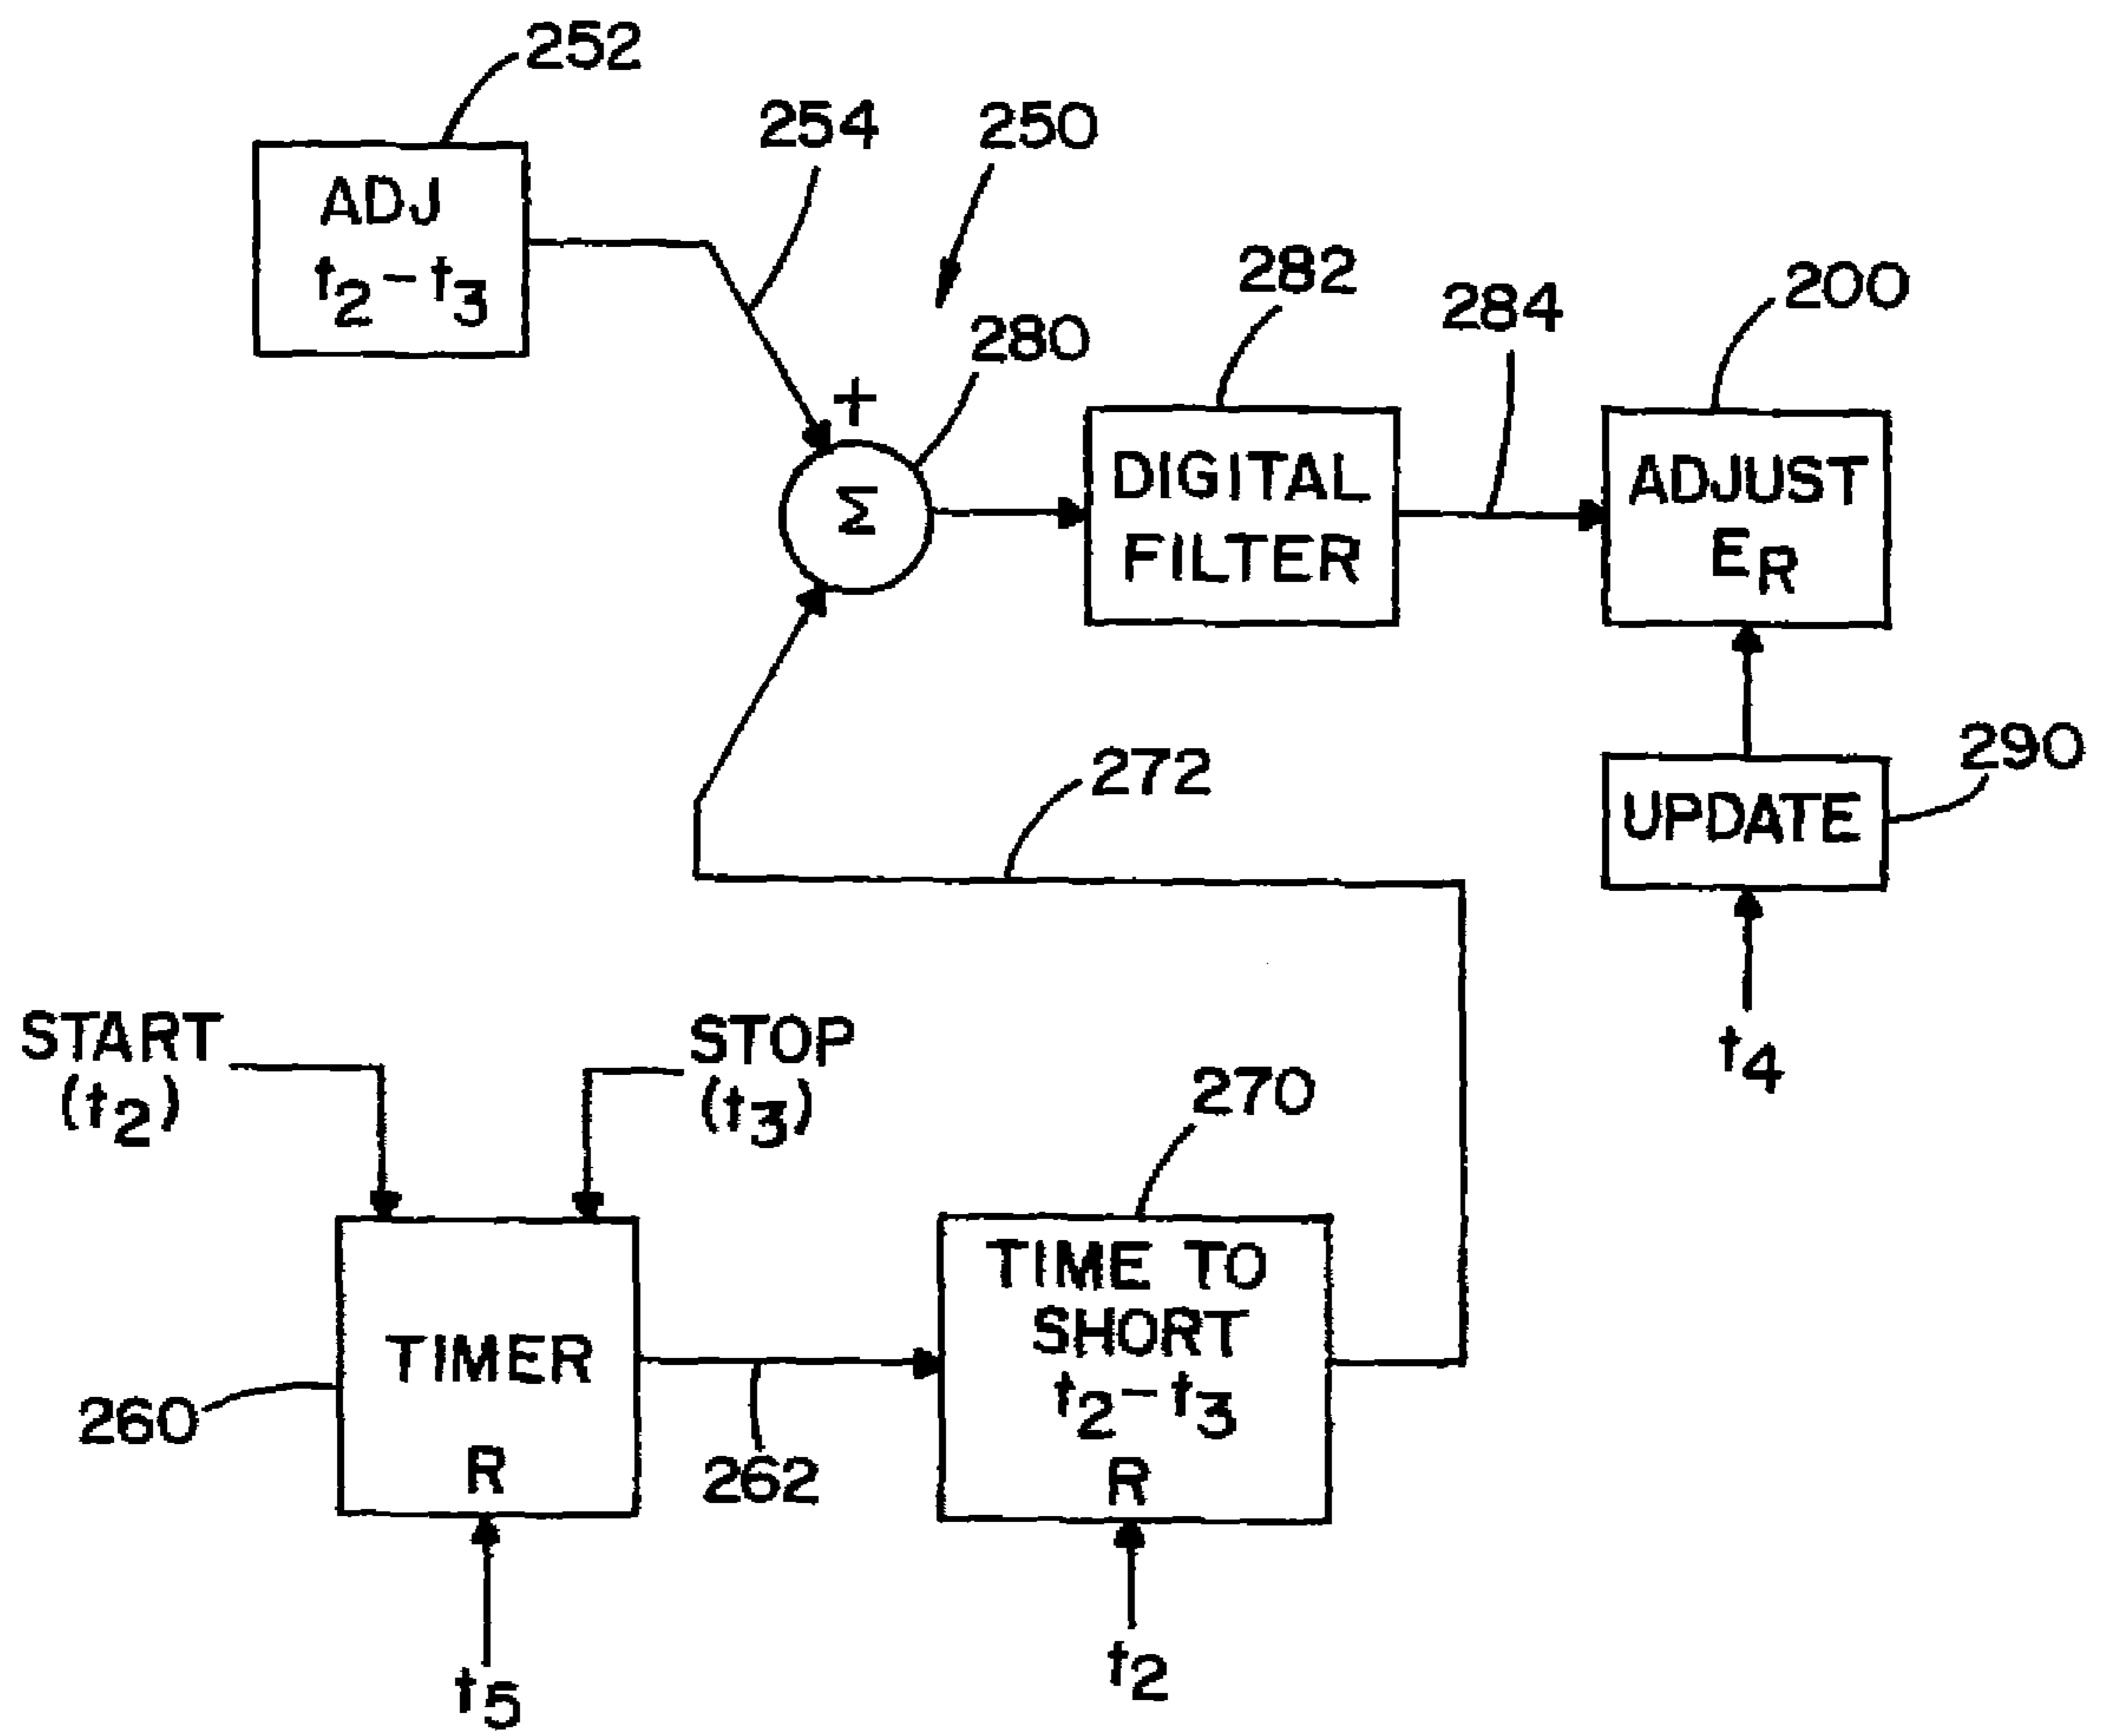 252
254
250
ADJ
t2-t3
282
284
200
280
+
Σ
DIGITAL
FILTER
ADJUST
ER
272
290
UPDATE
t4
START
(t2)
STOP
(t3)
270
TIMER
R
260
262
TIME TO
SHORT
t2-t3
R
t5
t2